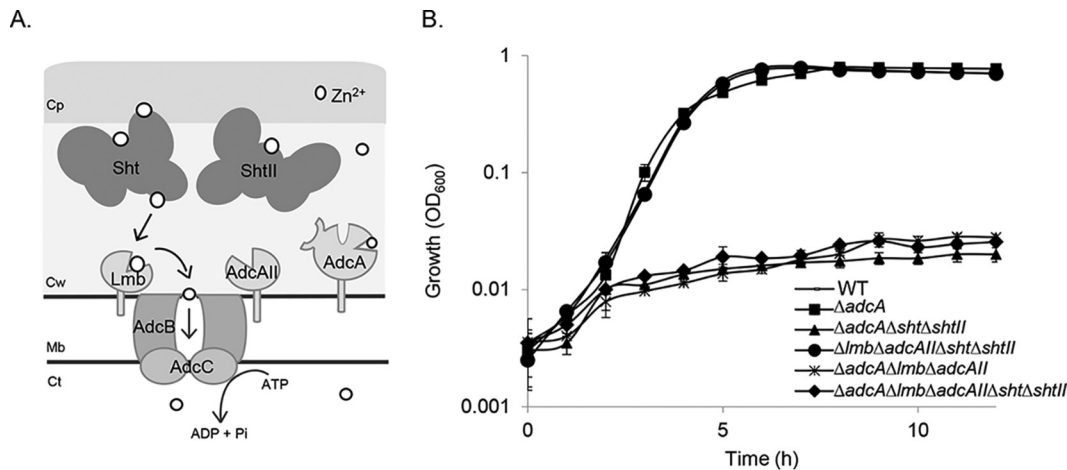 A.
Zn²⁺
Cp
Sht
ShtII
Lmb
AdcAII
AdcA
Cw
AdcB
Mb
AdcC
Ct
ATP
ADP + Pi
B.
Growth (OD₆₀₀)
1
0.1
0.01
0.001
0
5
10
Time (h)
WT
ΔadcA
ΔadcAΔshtΔshtII
ΔlmbΔadcAIIΔshtΔshtII
ΔadcAΔlmbΔadcAII
ΔadcAΔlmbΔadcAIIΔshtΔshtII